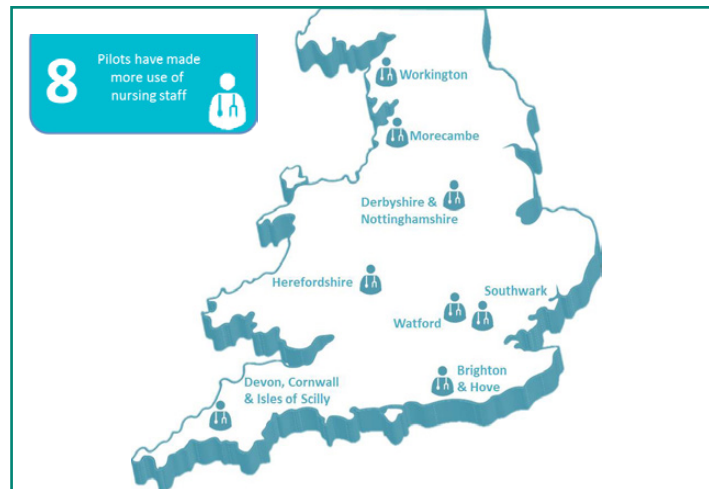 8
Pilots have made
more use of
nursing staff
Workington
Morecambe
Derbyshire &
Nottinghamshire
Herefordshire
Southwark
Watford
Brighton
& Hove
Devon, Cornwall
& Isles of Scilly